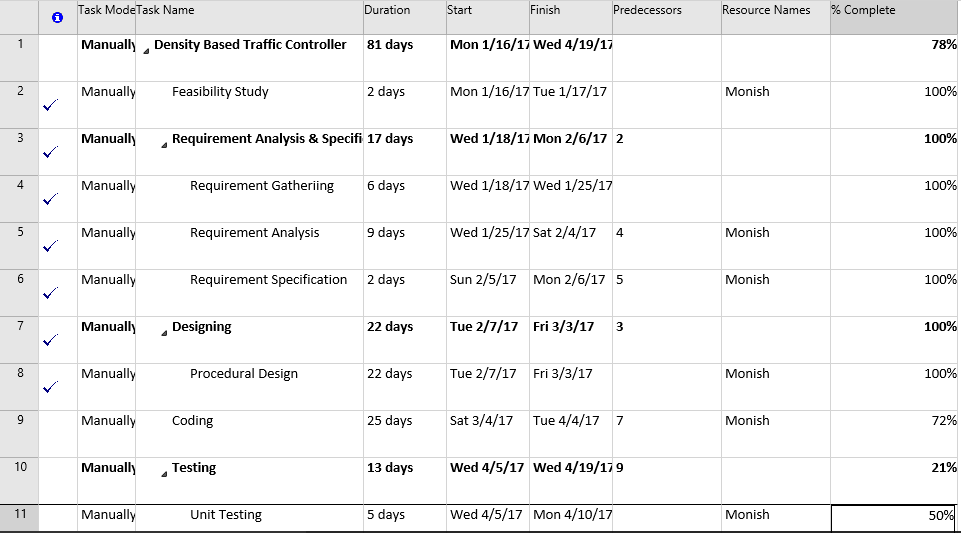 Task Mode Task Name Duration Start Finish Predecessors Resource Names % Complete
1 Manually Density Based Traffic Controller 81 days Mon 1/16/17 Wed 4/19/17 78%
2 Manually Feasibility Study 2 days Mon 1/16/17 Tue 1/17/17 Monish 100%
3 Manually Requirement Analysis & Specifi 17 days Wed 1/18/17 Mon 2/6/17 2 100%
4 Manually Requirement Gatheriing 6 days Wed 1/18/17 Wed 1/25/17 100%
5 Manually Requirement Analysis 9 days Wed 1/25/17 Sat 2/4/17 4 Monish 100%
6 Manually Requirement Specification 2 days Sun 2/5/17 Mon 2/6/17 5 Monish 100%
7 Manually Designing 22 days Tue 2/7/17 Fri 3/3/17 3 100%
8 Manually Procedural Design 22 days Tue 2/7/17 Fri 3/3/17 Monish 100%
9 Manually Coding 25 days Sat 3/4/17 Tue 4/4/17 7 Monish 72%
10 Manually Testing 13 days Wed 4/5/17 Wed 4/19/17 9 21%
11 Manually Unit Testing 5 days Wed 4/5/17 Mon 4/10/17 Monish 50%